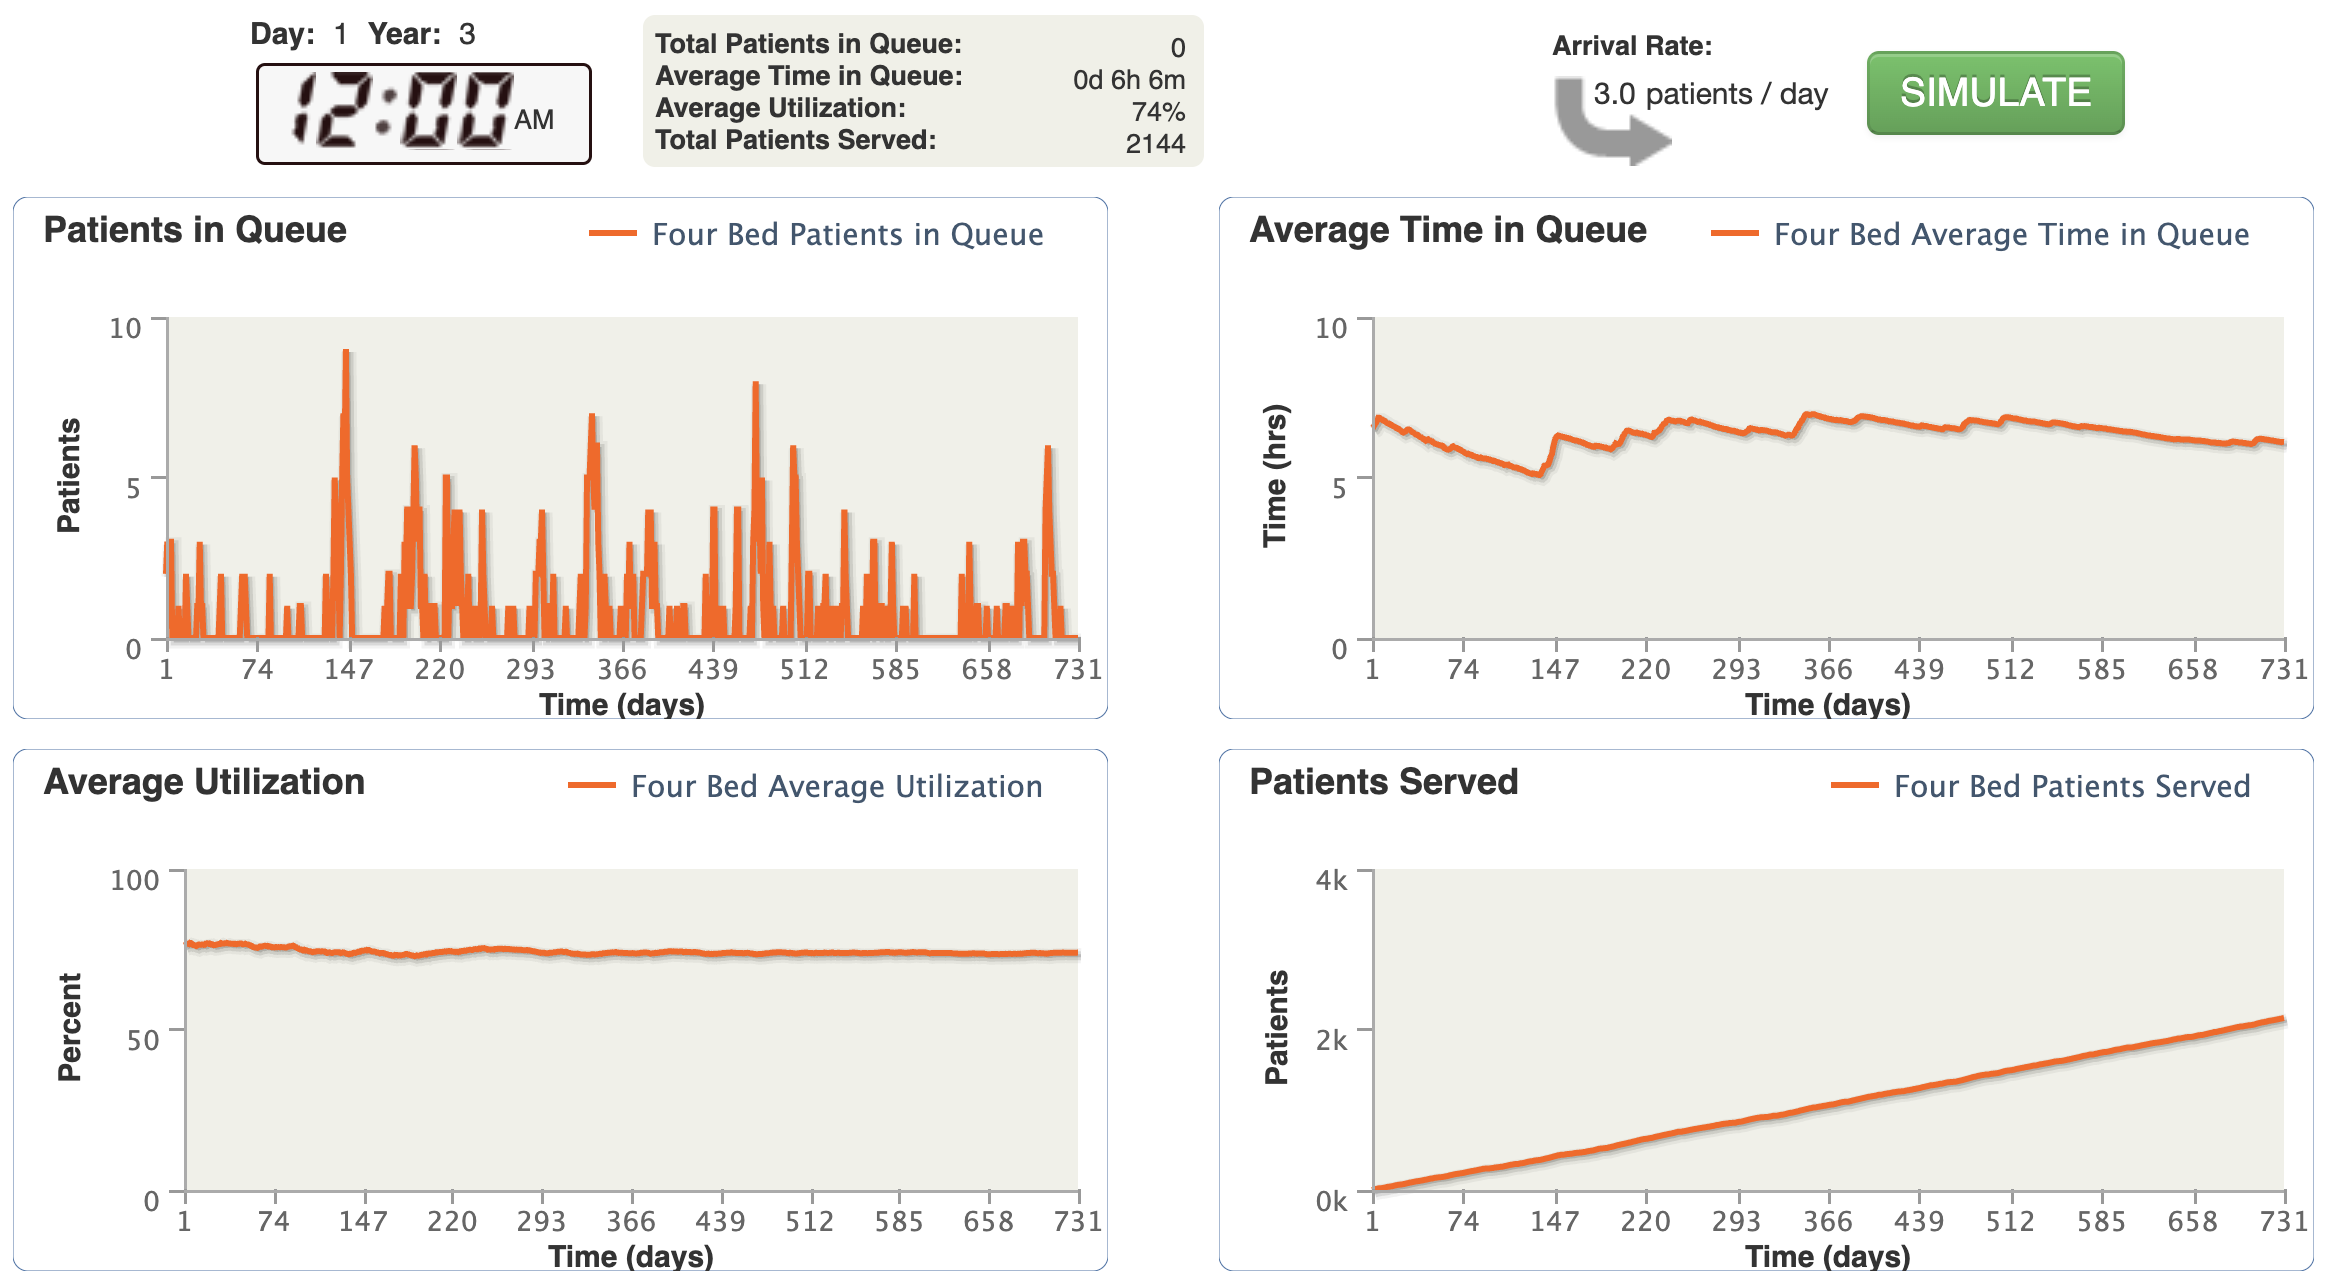 Day: 1 Year: 3
12:00 AM
Total Patients in Queue: 0
Average Time in Queue: 0d 6h 6m
Average Utilization: 74%
Total Patients Served: 2144
Arrival Rate:
3.0 patients / day
SIMULATE
Patients in Queue
Four Bed Patients in Queue
10
5
0
Patients
1 74 147 220 293 366 439 512 585 658 731
Time (days)
Average Time in Queue
Four Bed Average Time in Queue
10
5
0
Time (hrs)
1 74 147 220 293 366 439 512 585 658 731
Time (days)
Average Utilization
Four Bed Average Utilization
100
50
0
Percent
1 74 147 220 293 366 439 512 585 658 731
Time (days)
Patients Served
Four Bed Patients Served
4k
2k
0k
Patients
1 74 147 220 293 366 439 512 585 658 731
Time (days)